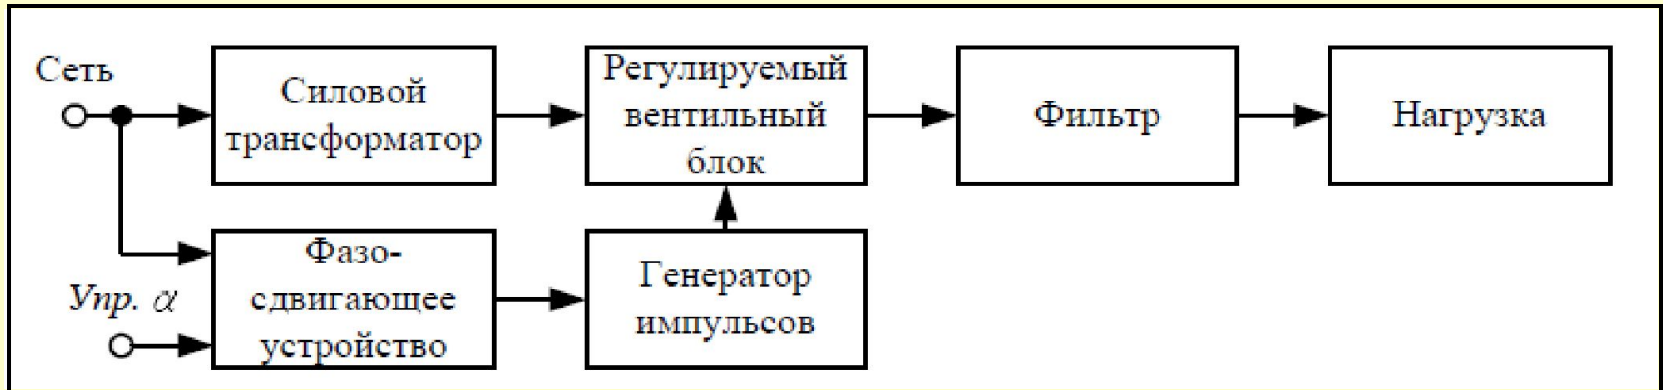 Сеть
Силовой
трансформатор
Регулируемый
вентильный
блок
Фильтр
Нагрузка
Упр. α
Фазо-
сдвигающее
устройство
Генератор
импульсов